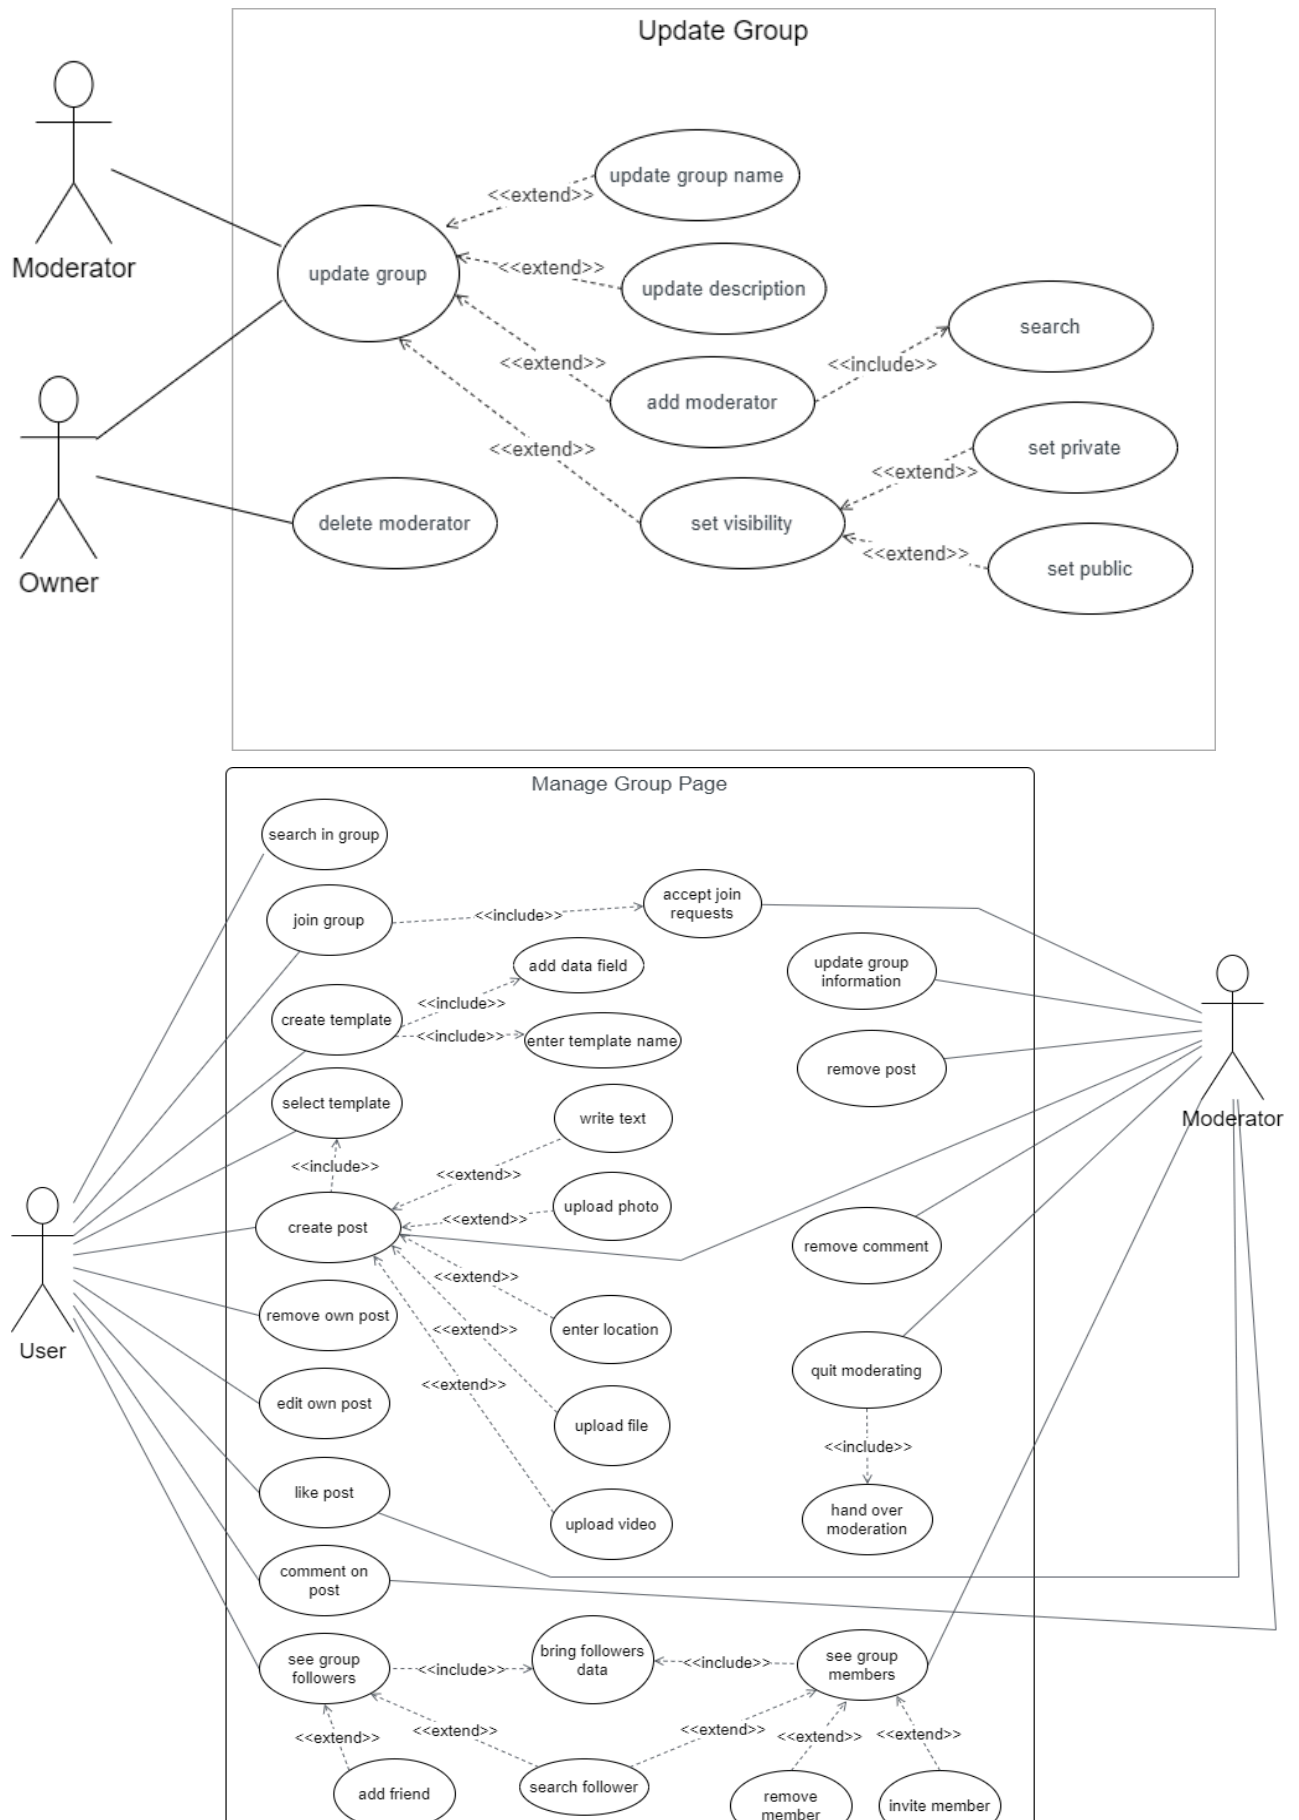 Update Group
update group name
<<extend>>
Moderator
update group
<<extend>>
update description
search
<<extend>>
<<include>>
add moderator
set private
<<extend>>
<<extend>>
delete moderator
set visibility
<<extend>>
set public
Owner
Manage Group Page
search in group
accept join
requests
join group
<<include>>
add data field
update group
information
<<include>>
create template
<<include>>
enter template name
remove post
select template
write text
Moderator
<<include>>
<<extend>>
upload photo
create post
<<extend>>
remove comment
<<extend>>
remove own post
enter location
<<extend>>
User
quit moderating
<<extend>>
edit own post
upload file
<<include>>
like post
hand over
moderation
upload video
comment on
post
see group
followers
<<include>>
bring followers
data
<<include>>
see group
members
<<extend>>
<<extend>>
<<extend>>
<<extend>>
<<extend>>
add friend
search follower
remove
member
invite member